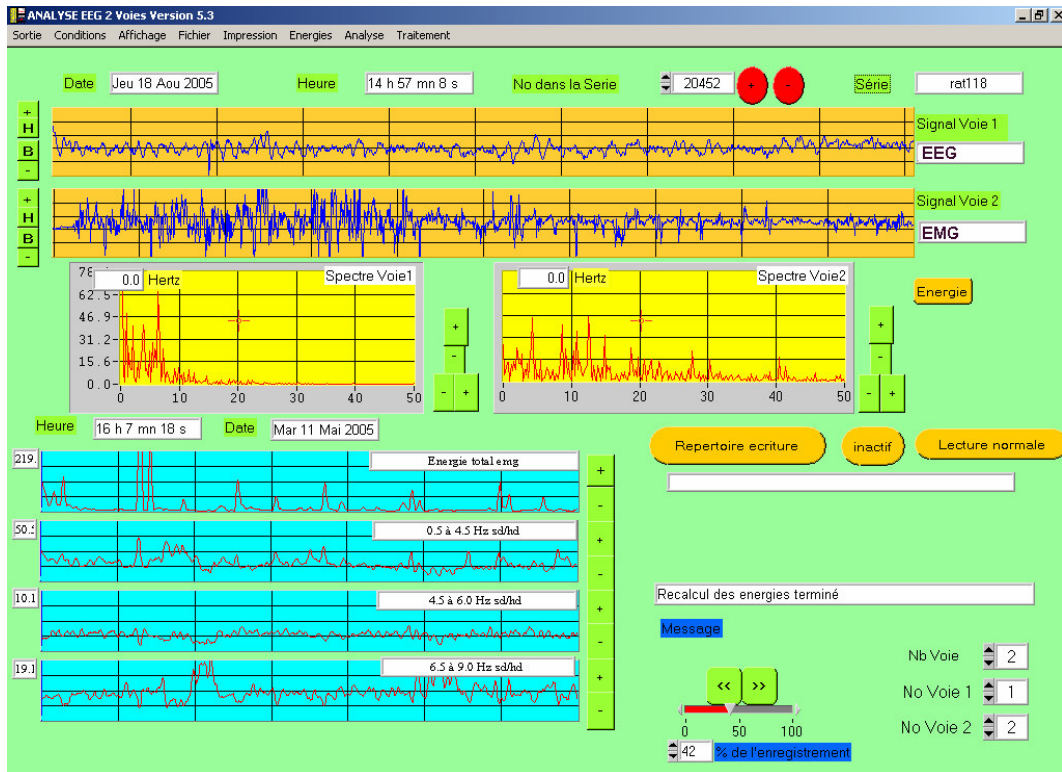 ANALYSE EEG 2 Voies Version 5.3
Sortie Conditions Affichage Fichier Impression Energies Analyse Traitement
Date Jeu 18 Aou 2005 Heure 14 h 57 mn 8 s No dans la Serie 20452 + - Série rat118
+
H
B
-
Signal Voie 1
EEG
+
H
B
-
Signal Voie 2
EMG
0.0 Hertz Spectre Voie1
62.5
46.9
31.2
15.6
0.0
0 10 20 30 40 50
+
-
- +
0.0 Hertz Spectre Voie2
0 10 20 30 40 50
+
-
- +
Energie
Heure 16 h 7 mn 18 s Date Mar 11 Mai 2005
Repertoire ecriture inactif Lecture normale
219. Energie total emg +
-
0.5 à 4.5 Hz sd/hd +
-
10.1 4.5 à 6.0 Hz sd/hd +
-
19.1 6.5 à 9.0 Hz sd/hd +
-
Recalcul des energies terminé
Message
<< >>
0 50 100
42 % de l'enregistrement
Nb Voie 2
No Voie 1 1
No Voie 2 2